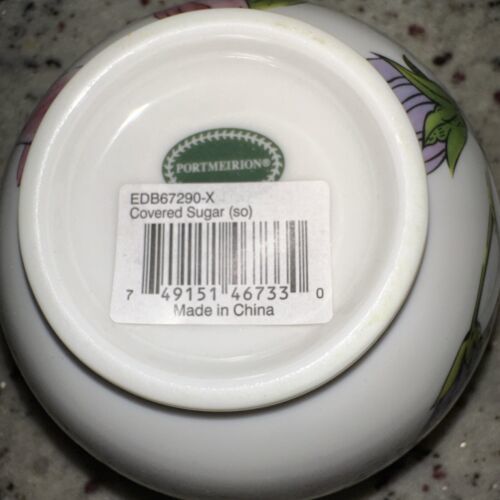 PORTMEIRION®
EDB67290-X
Covered Sugar (so)
7 49151 46733 0
Made in China